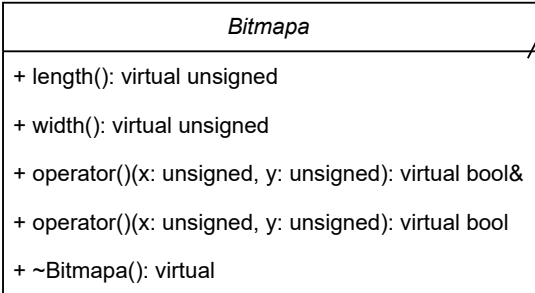 Bitmapa
+ length(): virtual unsigned
+ width(): virtual unsigned
+ operator()(x: unsigned, y: unsigned): virtual bool&
+ operator()(x: unsigned, y: unsigned): virtual bool
+ ~Bitmapa(): virtual